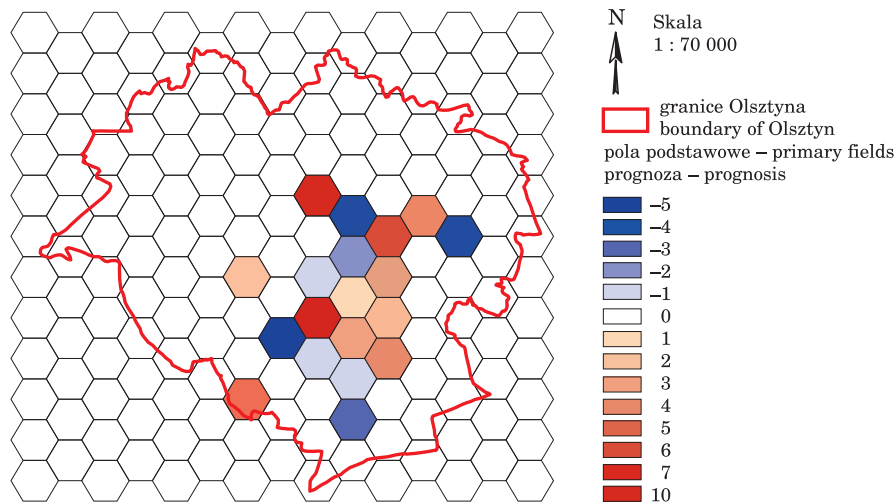 N
Skala
1 : 70 000
granice Olsztyna
boundary of Olsztyn
pola podstawowe – primary fields
prognoza – prognosis
–5
–4
–3
–2
–1
0
1
2
3
4
5
6
7
10